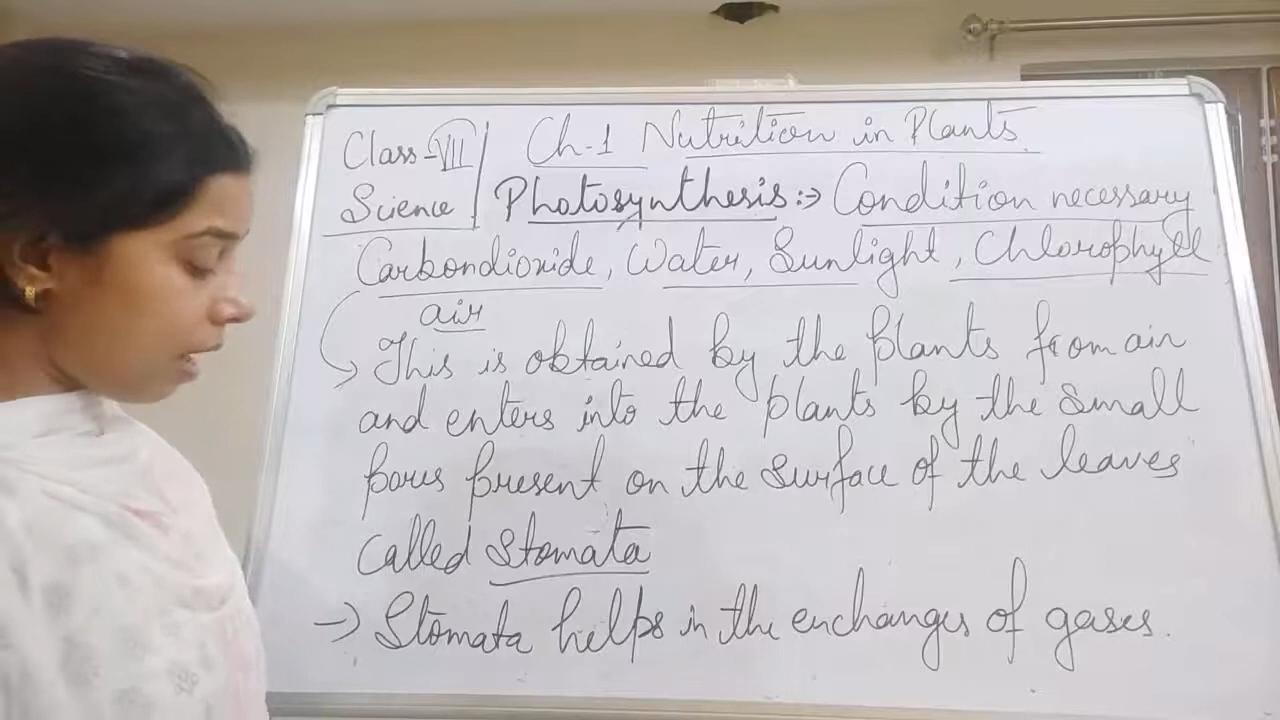 Class-VII Ch-1 Nutrition in Plants
Science Photosynthesis:→ Condition necessary
Carbondioxide, Water, Sunlight, Chlorophyll
air
→ This is obtained by the plants from air
and enters into the plants by the small
pores present on the surface of the leaves
called Stomata
→ Stomata helps in the exchanges of gases.